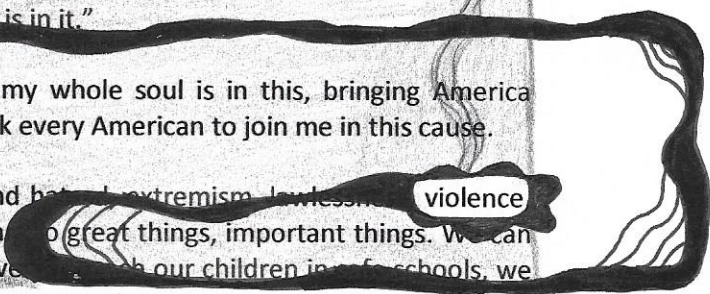 is in it.”
my whole soul is in this, bringing America
k every American to join me in this cause.
extremism violence
great things, important things. We can
our children in schools, we